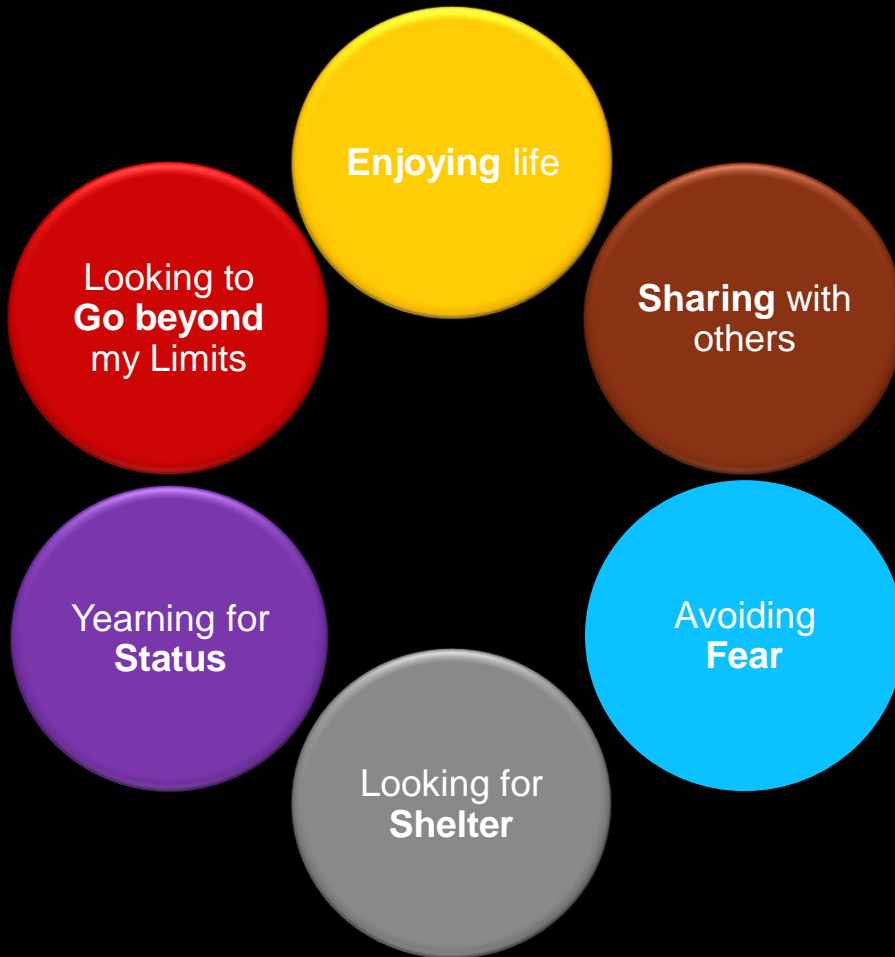 Enjoying life
Looking to
Go beyond
my Limits
Sharing with
others
Yearning for
Status
Avoiding
Fear
Looking for
Shelter